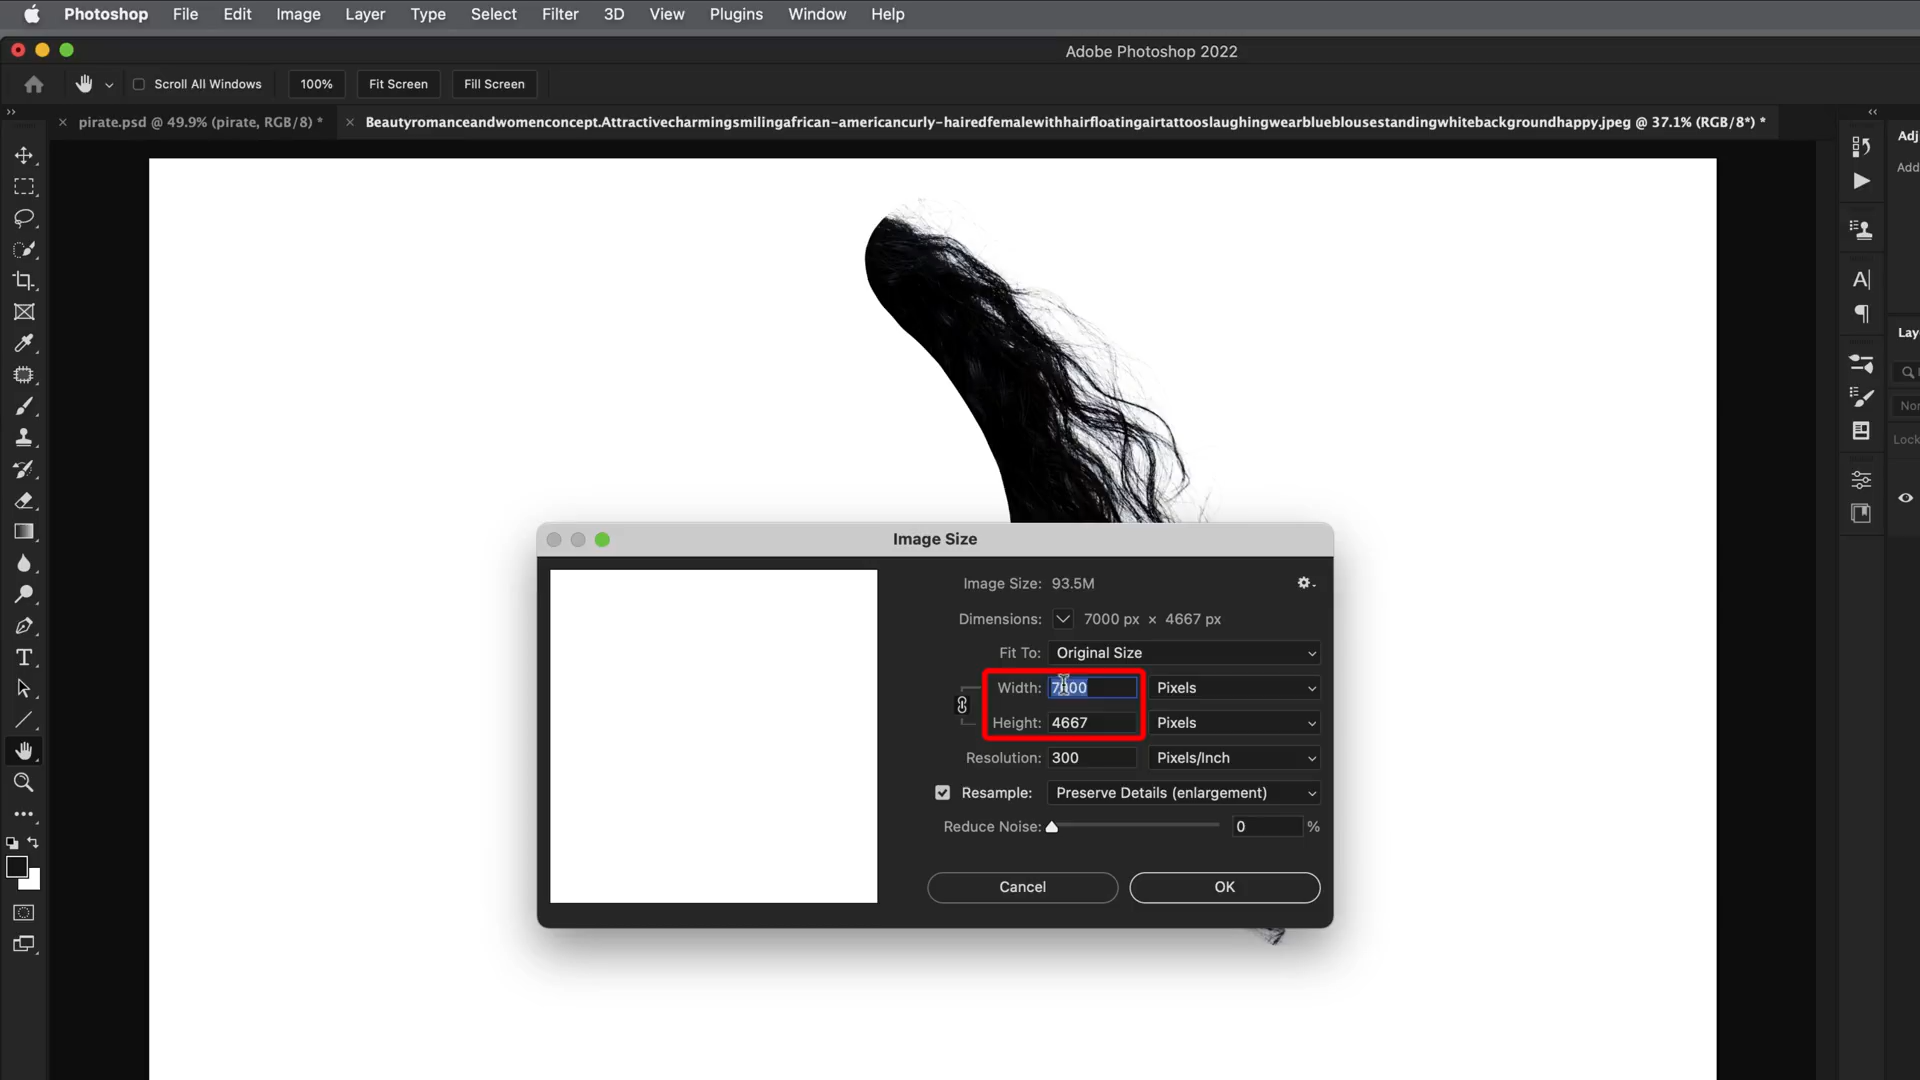 Photoshop File Edit Image Layer Type Select Filter 3D View Plugins Window Help
Adobe Photoshop 2022
Scroll All Windows 100% Fit Screen Fill Screen
pirate.psd @ 49.9% (pirate, RGB/8) *
Beautyromanceandwomenconcept.Attractivecharmingsmilingafrican-americancurly-hairedfemalewithhairfloatingairtattooslaughingwearblueblousestandingwhitebackgroundhappy.jpeg @ 37.1% (RGB/8*) *
Adj
Add
Lay
Nor
Lock
Image Size
Image Size: 93.5M
Dimensions: 7000 px × 4667 px
Fit To: Original Size
Width: 7000 Pixels
Height: 4667 Pixels
Resolution: 300 Pixels/Inch
Resample: Preserve Details (enlargement)
Reduce Noise: 0 %
Cancel OK